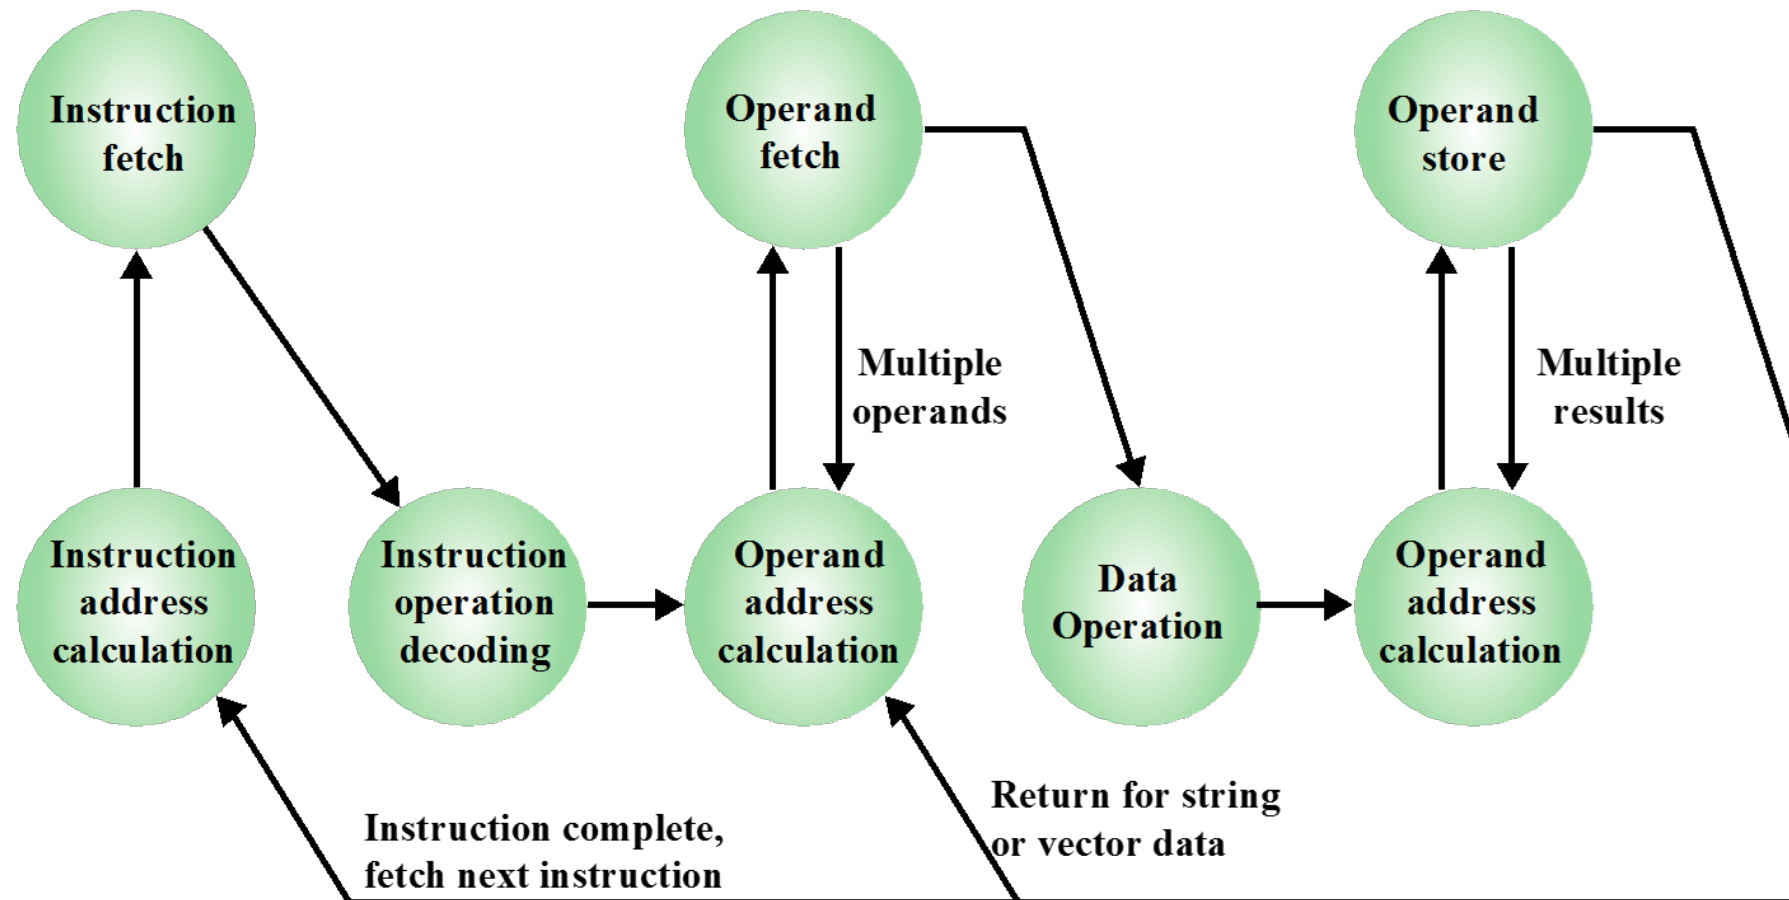 Instruction
fetch
Operand
fetch
Operand
store
Multiple
operands
Multiple
results
Instruction
address
calculation
Instruction
operation
decoding
Operand
address
calculation
Data
Operation
Operand
address
calculation
Instruction complete,
fetch next instruction
Return for string
or vector data